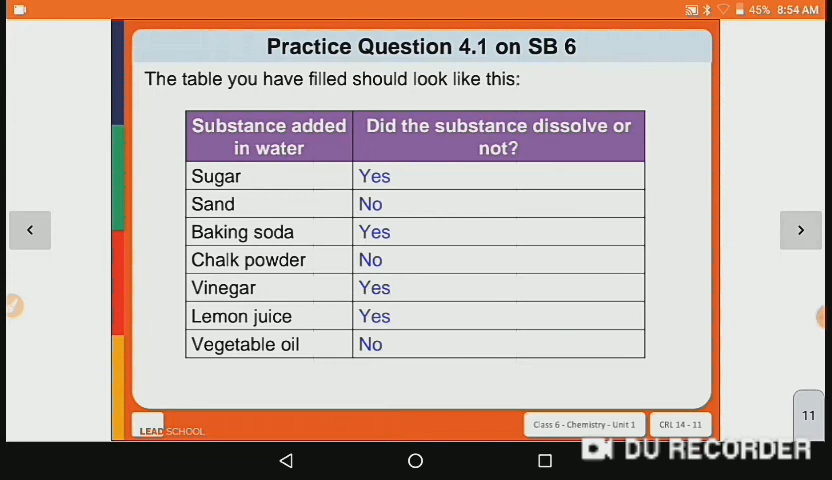 45% 8:54 AM
Practice Question 4.1 on SB 6
The table you have filled should look like this:
Substance added in water
Did the substance dissolve or not?
Sugar Yes
Sand No
Baking soda Yes
Chalk powder No
Vinegar Yes
Lemon juice Yes
Vegetable oil No
<
>
11
LEAD SCHOOL
Class 6 - Chemistry - Unit 1
CRL 14 - 11
DU RECORDER